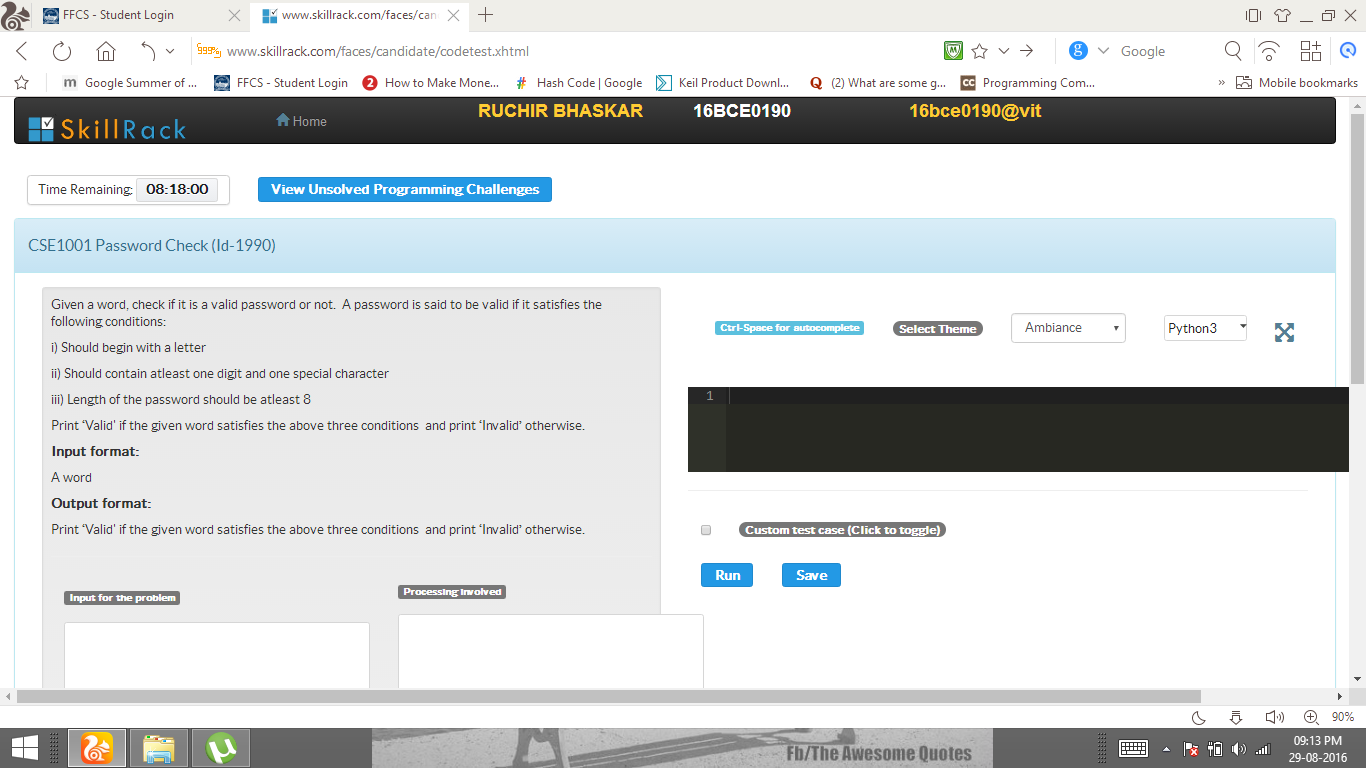 FFCS - Student Login
www.skillrack.com/faces/can
www.skillrack.com/faces/candidate/codetest.xhtml
Google
Google Summer of ...
FFCS - Student Login
How to Make Mone...
Hash Code | Google
Keil Product Downl...
(2) What are some g...
Programming Com...
» Mobile bookmarks
SkillRack
Home
RUCHIR BHASKAR
16BCE0190
16bce0190@vit
Time Remaining: 08:18:00
View Unsolved Programming Challenges
CSE1001 Password Check (Id-1990)
Given a word, check if it is a valid password or not.  A password is said to be valid if it satisfies the
following conditions:
i) Should begin with a letter
ii) Should contain atleast one digit and one special character
iii) Length of the password should be atleast 8
Print ‘Valid’ if the given word satisfies the above three conditions  and print ‘Invalid’ otherwise.
Input format:
A word
Output format:
Print ‘Valid’ if the given word satisfies the above three conditions  and print ‘Invalid’ otherwise.
Input for the problem
Processing involved
Ctrl-Space for autocomplete
Select Theme
Ambiance
Python3
1
Custom test case (Click to toggle)
Run
Save
90%
Fb/The Awesome Quotes
09:13 PM
29-08-2016